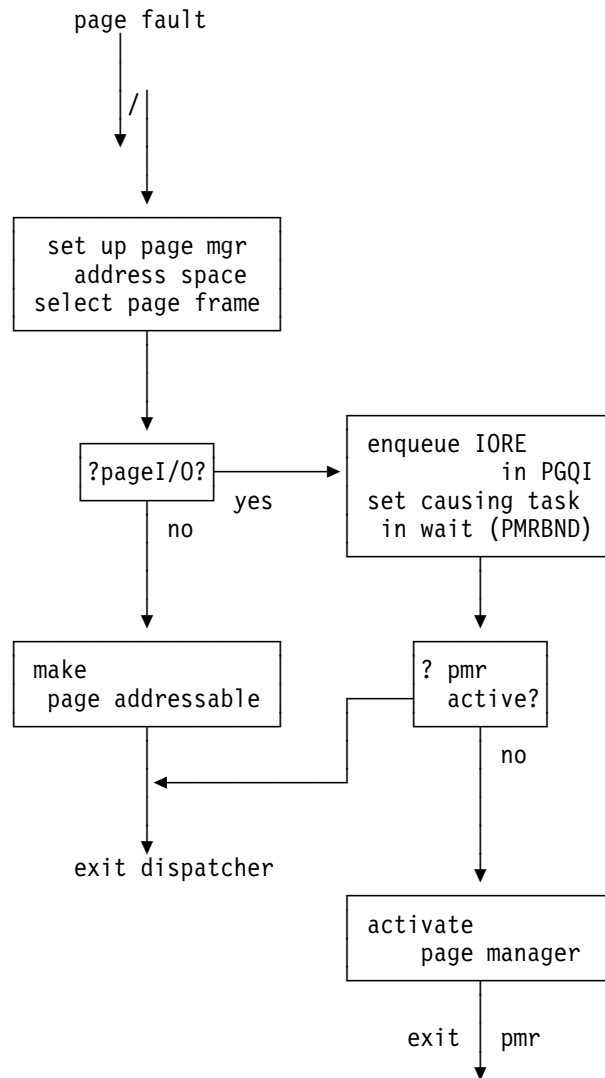 page fault
/
set up page mgr
address space
select page frame
?pageI/O?
yes
no
enqueue IORE
in PGQI
set causing task
in wait (PMRBND)
make
page addressable
? pmr
active?
no
exit dispatcher
activate
page manager
exit pmr